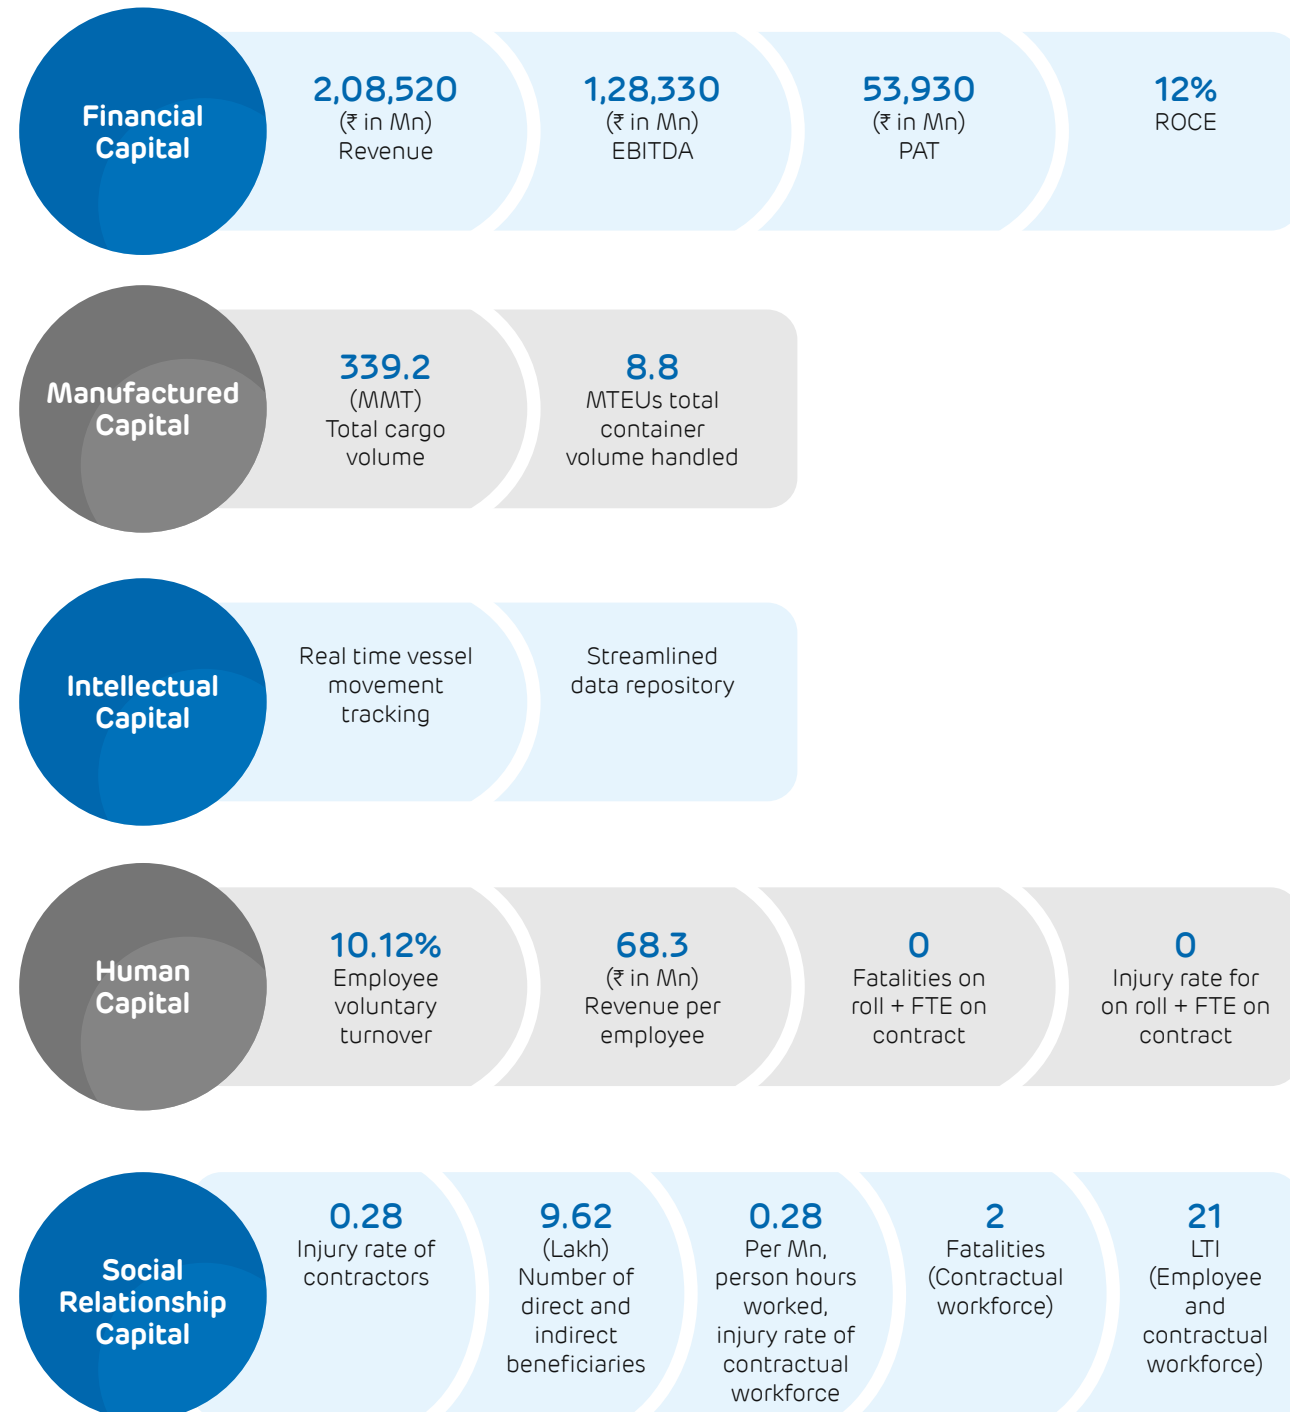 Financial
Capital
2,08,520
(₹ in Mn)
Revenue
1,28,330
(₹ in Mn)
EBITDA
53,930
(₹ in Mn)
PAT
12%
ROCE
Manufactured
Capital
339.2
(MMT)
Total cargo
volume
8.8
MTEUs total
container
volume handled
Intellectual
Capital
Real time vessel
movement
tracking
Streamlined
data repository
Human
Capital
10.12%
Employee
voluntary
turnover
68.3
(₹ in Mn)
Revenue per
employee
0
Fatalities on
roll + FTE on
contract
0
Injury rate for
on roll + FTE on
contract
Social
Relationship
Capital
0.28
Injury rate of
contractors
9.62
(Lakh)
Number of
direct and
indirect
beneficiaries
0.28
Per Mn,
person hours
worked,
injury rate of
contractual
workforce
2
Fatalities
(Contractual
workforce)
21
LTI
(Employee
and
contractual
workforce)